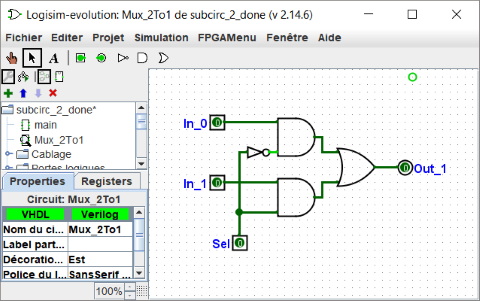 Logisim-evolution: Mux_2To1 de subcirc_2_done (v 2.14.6)
Fichier Editer Projet Simulation FPGAMenu Fenêtre Aide
A
subcirc_2_done*
main
Mux_2To1
Cablage
Portes logiques
Properties Registers
Circuit: Mux_2To1
VHDL Verilog
Nom du ci... Mux_2To1
Label part...
Décoratio... Est
Police du l... SansSerif ...
100%
In_0 0
In_1 0
Sel 0
0 Out_1